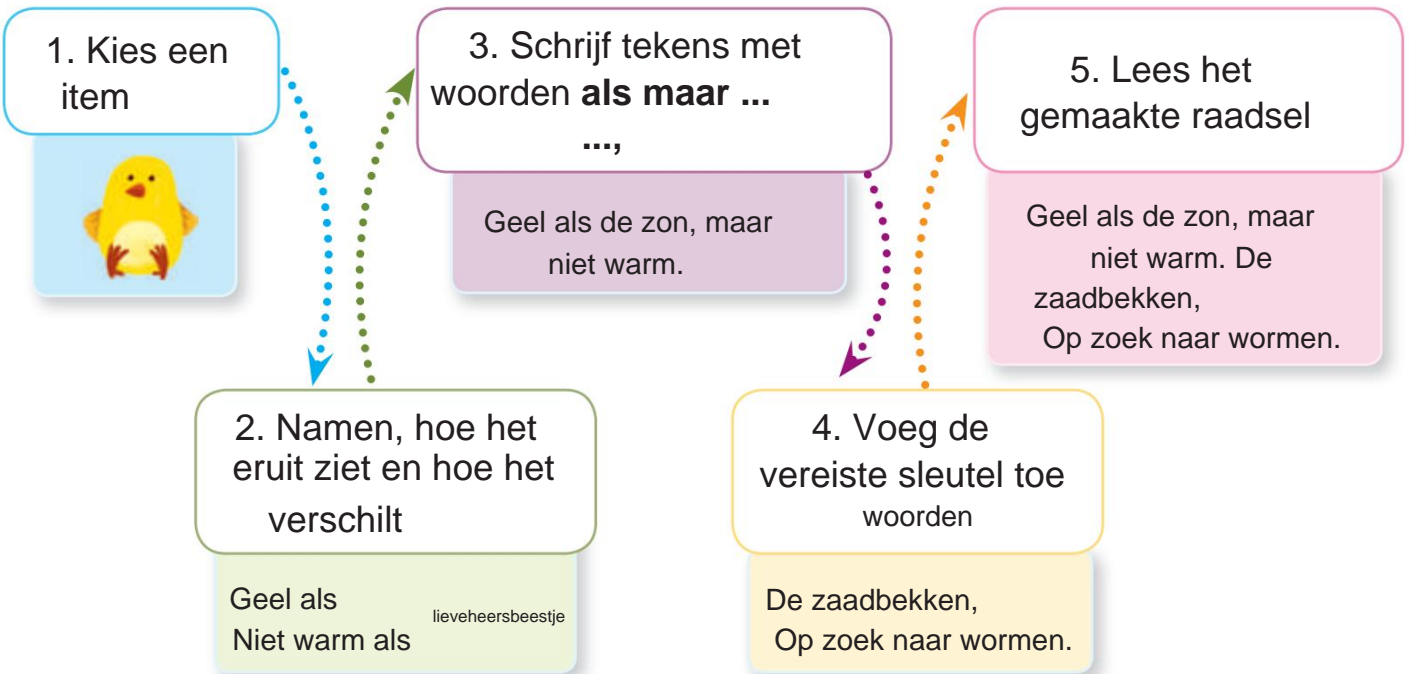 1. Kies een
item
2. Namen, hoe het
eruit ziet en hoe het
verschilt
Geel als
Niet warm als
lieveheersbeestje
3. Schrijf tekens met
woorden als maar ...
...,
Geel als de zon, maar
niet warm.
4. Voeg de
vereiste sleutel toe
woorden
De zaadbekken,
Op zoek naar wormen.
5. Lees het
gemaakte raadsel
Geel als de zon, maar
niet warm. De
zaadbekken,
Op zoek naar wormen.